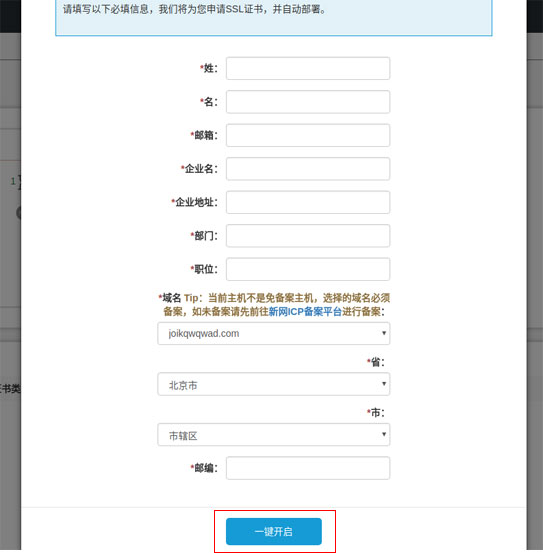 请填写以下必填信息，我们将为您申请SSL证书，并自动部署。
*姓：
*名：
*邮箱：
*企业名：
*企业地址：
*部门：
*职位：
*域名 Tip：当前主机不是免备案主机，选择的域名必须
备案，如未备案请先前往新网ICP备案平台进行备案：
joikqwqwad.com
*省：
北京市
*市：
市辖区
*邮编：
一键开启
1
书类